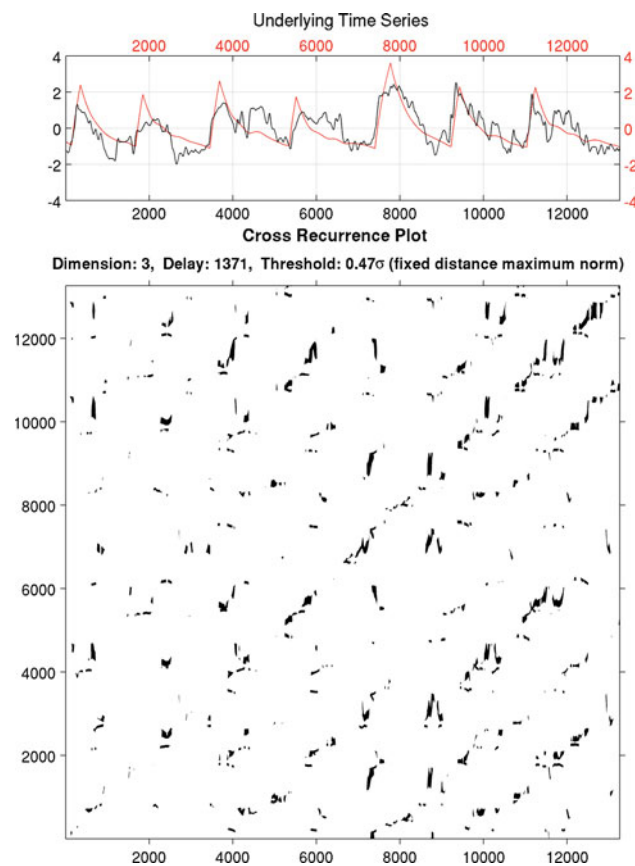 Underlying Time Series
2000 4000 6000 8000 10000 12000
4 4
2 2
0 0
-2 -2
-4 -4
2000 4000 6000 8000 10000 12000
Cross Recurrence Plot
Dimension: 3, Delay: 1371, Threshold: 0.47σ (fixed distance maximum norm)
12000
10000
8000
6000
4000
2000
2000 4000 6000 8000 10000 12000